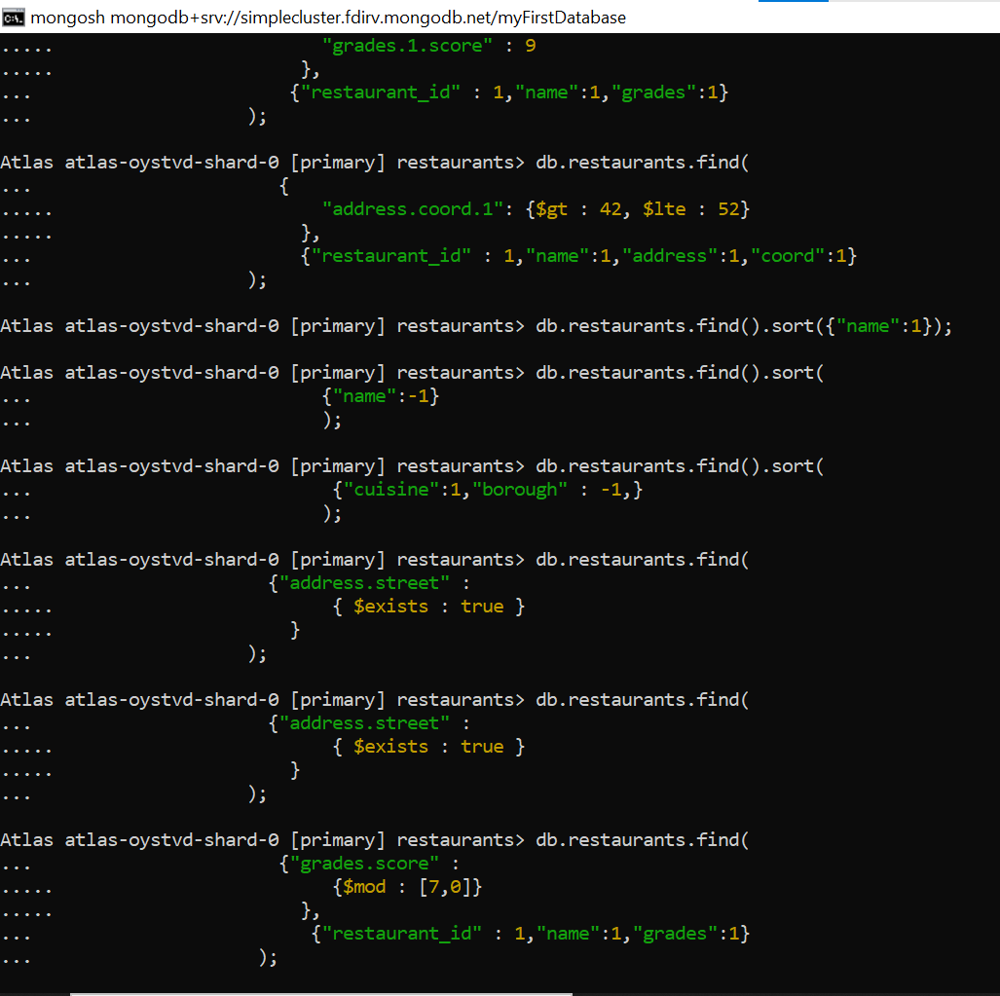 mongosh mongodb+srv://simplecluster.fdirv.mongodb.net/myFirstDatabase
..... "grades.1.score" : 9
..... },
... {"restaurant_id" : 1,"name":1,"grades":1}
... );
Atlas atlas-oystvd-shard-0 [primary] restaurants> db.restaurants.find(
... {
..... "address.coord.1": {$gt : 42, $lte : 52}
..... },
... {"restaurant_id" : 1,"name":1,"address":1,"coord":1}
... );
Atlas atlas-oystvd-shard-0 [primary] restaurants> db.restaurants.find().sort({"name":1});
Atlas atlas-oystvd-shard-0 [primary] restaurants> db.restaurants.find().sort(
... {"name":-1}
... );
Atlas atlas-oystvd-shard-0 [primary] restaurants> db.restaurants.find().sort(
... {"cuisine":1,"borough" : -1,}
... );
Atlas atlas-oystvd-shard-0 [primary] restaurants> db.restaurants.find(
... {"address.street" :
..... { $exists : true }
..... }
... );
Atlas atlas-oystvd-shard-0 [primary] restaurants> db.restaurants.find(
... {"address.street" :
..... { $exists : true }
..... }
... );
Atlas atlas-oystvd-shard-0 [primary] restaurants> db.restaurants.find(
... {"grades.score" :
..... {$mod : [7,0]}
..... },
... {"restaurant_id" : 1,"name":1,"grades":1}
... );